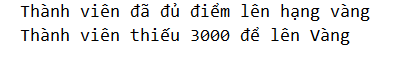 Thành viên đã đủ điểm lên hạng vàng
Thành viên thiếu 3000 để lên Vàng